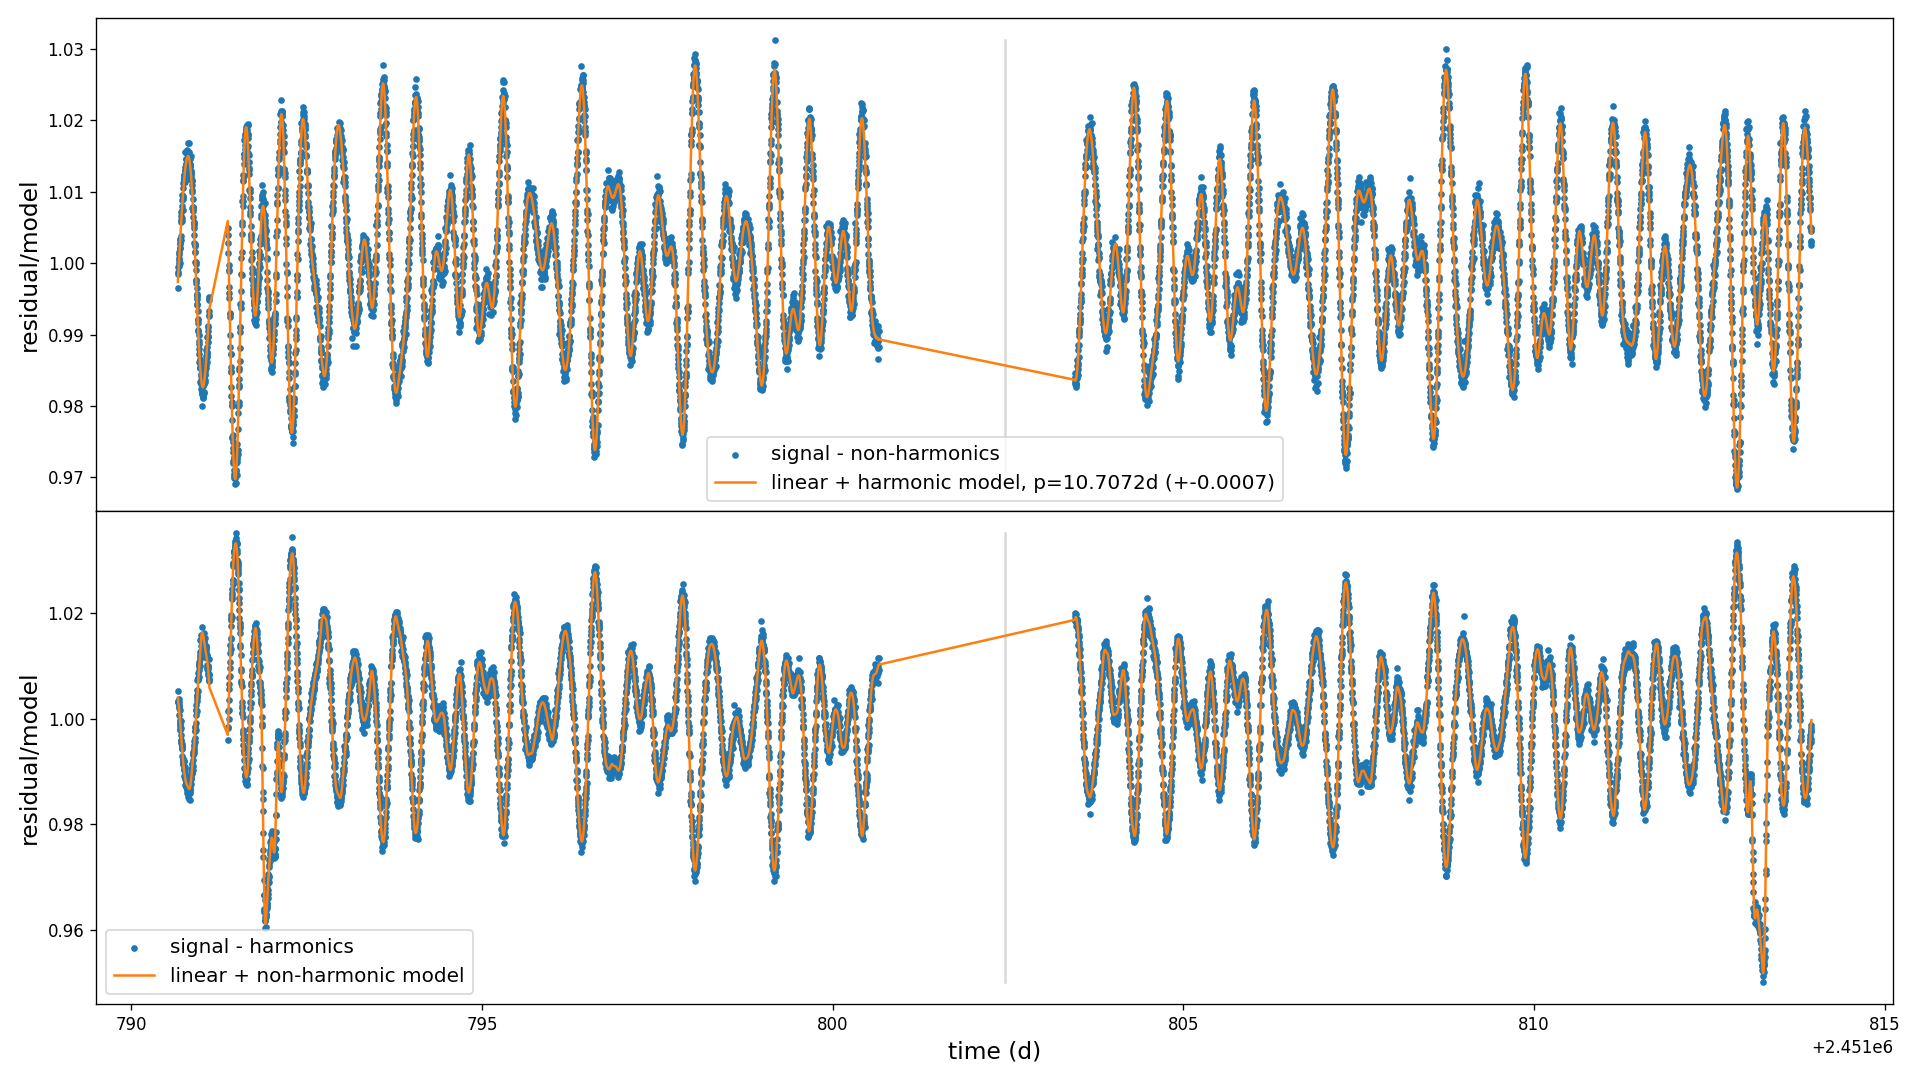 1.03
1.02
1.01
1.00
0.99
0.98
0.97
residual/model
signal - non-harmonics
linear + harmonic model, p=10.7072d (+-0.0007)
1.02
1.00
0.98
0.96
residual/model
signal - harmonics
linear + non-harmonic model
790 795 800 805 810 815
time (d)
+2.451e6